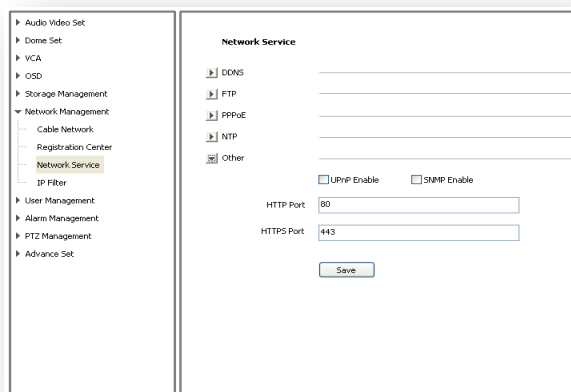 Audio Video Set
Dome Set
VCA
OSD
Storage Management
Network Management
Cable Network
Registration Center
Network Service
IP Filter
User Management
Alarm Management
PTZ Management
Advance Set
Network Service
DDNS
FTP
PPPoE
NTP
Other
UPnP Enable SNMP Enable
HTTP Port 80
HTTPS Port 443
Save